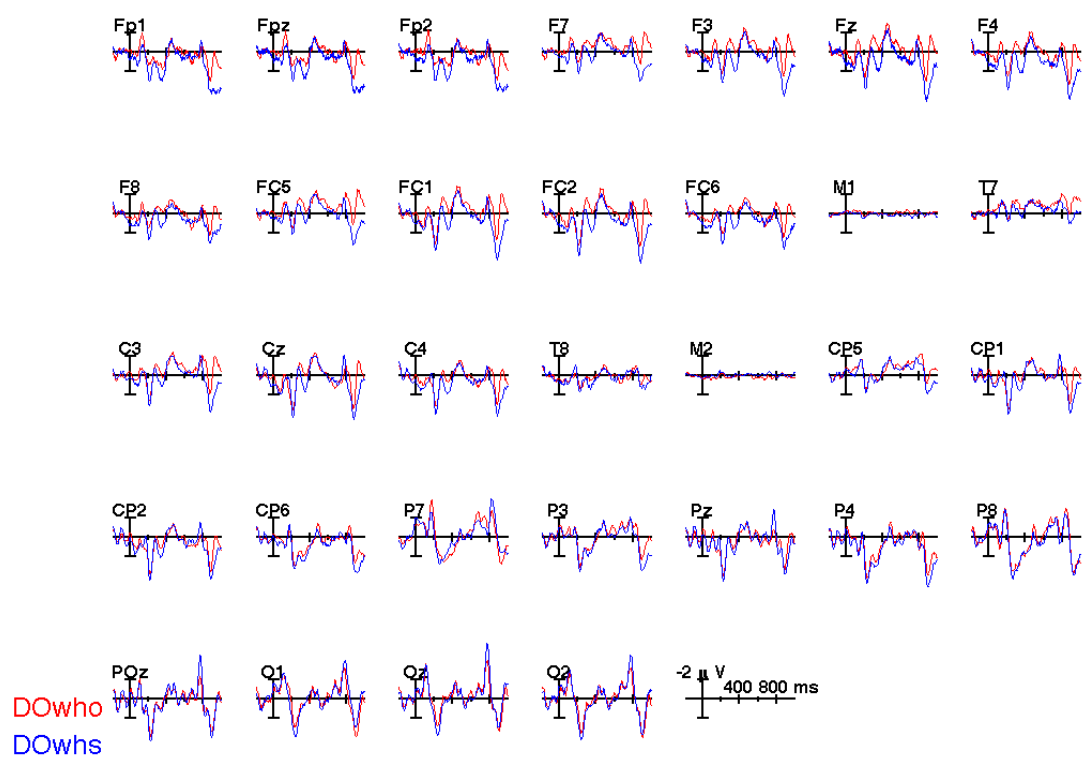 Fp1 Fpz Fp2 F7 F3 Fz F4
F8 FC5 FC1 FC2 FC6 M1 T7
C3 Cz C4 T8 M2 CP5 CP1
CP2 CP6 P7 P3 Pz P4 P8
POz O1 Oz O2 -2 µ V
400 800 ms
DOwho
DOwhs